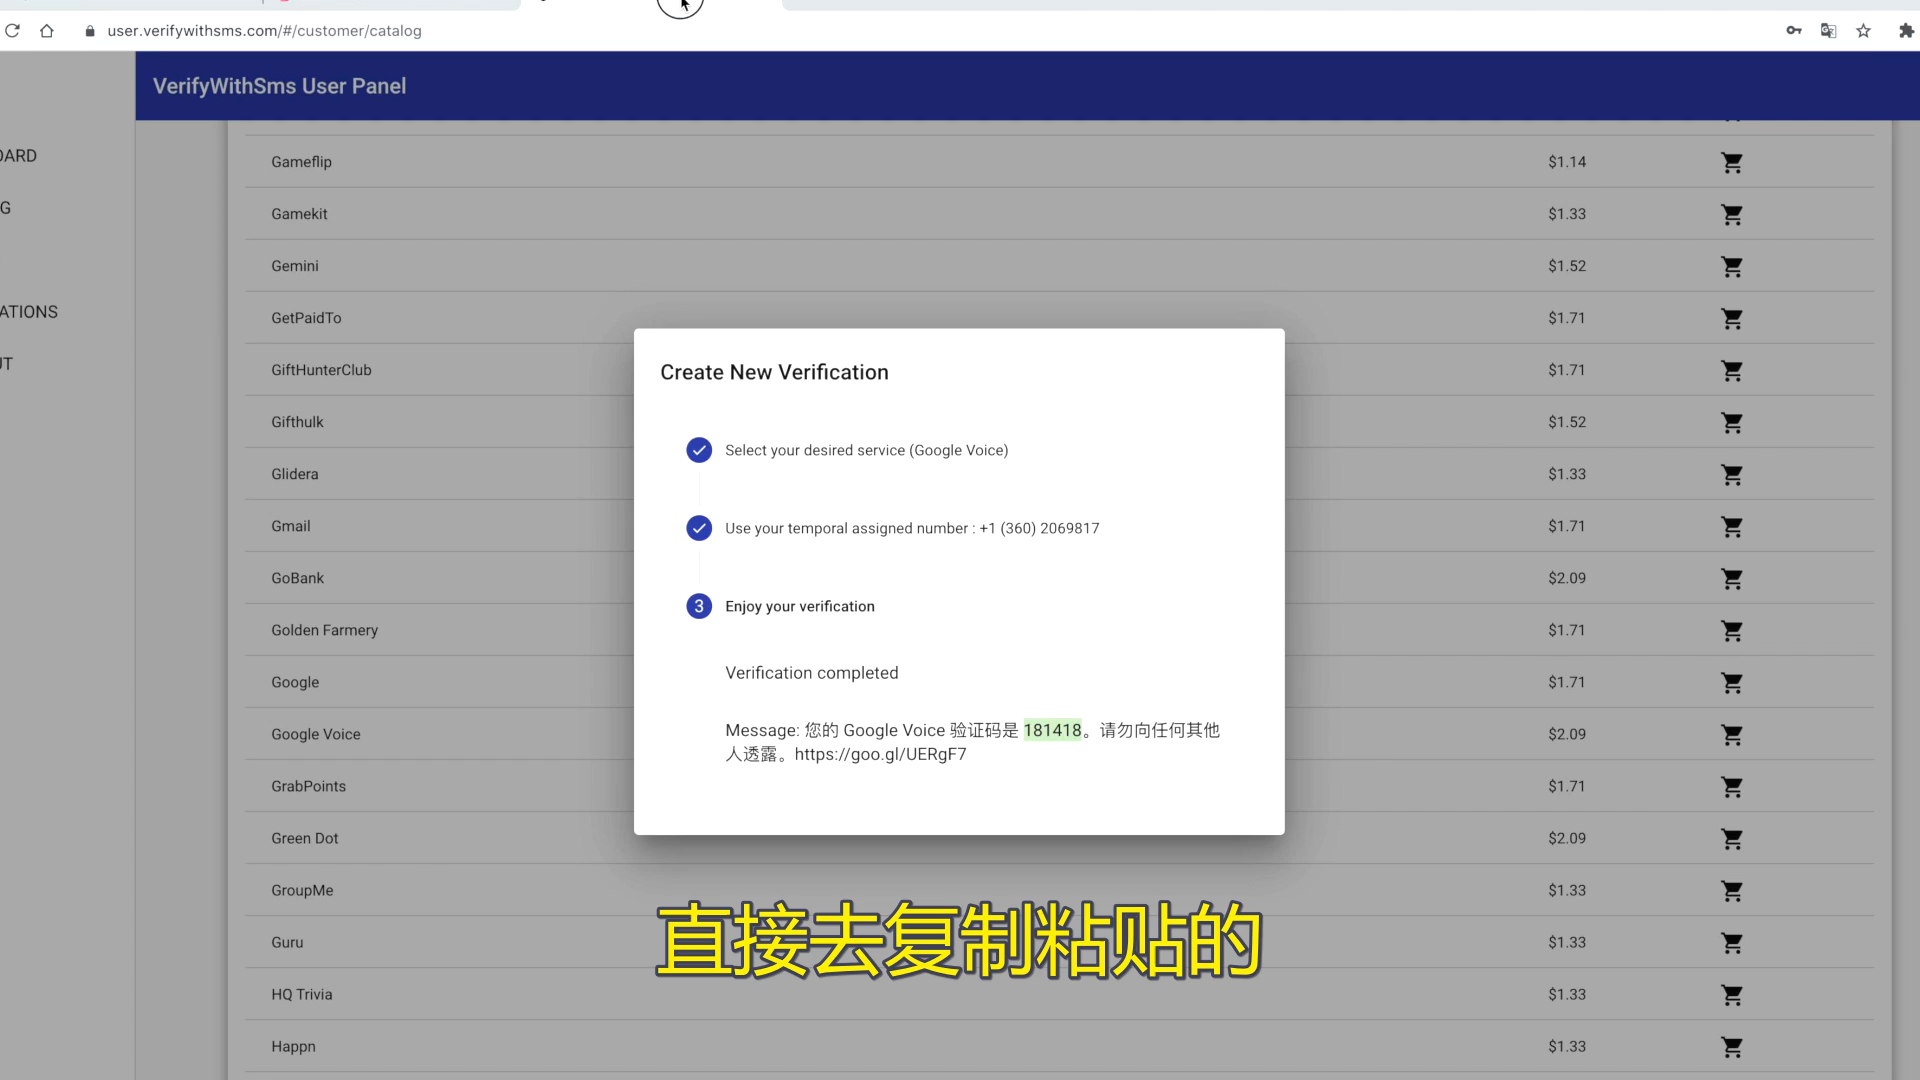 user.verifywithsms.com/#/customer/catalog
VerifyWithSms User Panel
OARD
G
ATIONS
UT
Gameflip $1.14
Gamekit $1.33
Gemini $1.52
GetPaidTo $1.71
GiftHunterClub $1.71
Gifthulk $1.52
Glidera $1.33
Gmail $1.71
GoBank $2.09
Golden Farmery $1.71
Google $1.71
Google Voice $2.09
GrabPoints $1.71
Green Dot $2.09
GroupMe $1.33
Guru $1.33
HQ Trivia $1.33
Happn $1.33
Create New Verification
Select your desired service (Google Voice)
Use your temporal assigned number : +1 (360) 2069817
3 Enjoy your verification
Verification completed
Message: 您的 Google Voice 验证码是 181418。请勿向任何其他
人透露。https://goo.gl/UERgF7
直接去复制粘贴的